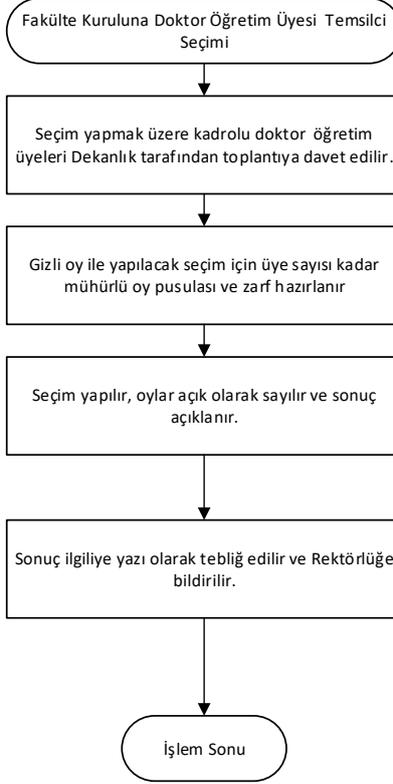 Fakülte Kuruluna Doktor Öğretim Üyesi Temsilci
Seçimi
Seçim yapmak üzere kadrolu doktor öğretim
üyeleri Dekanlık tarafından toplantıya davet edilir.
Gizli oy ile yapılacak seçim için üye sayısı kadar
mühürlü oy pusulası ve zarf hazırlanır
Seçim yapılır, oylar açık olarak sayılır ve sonuç
açıklanır.
Sonuç ilgiliye yazı olarak tebliğ edilir ve Rektörlüğe
bildirilir.
İşlem Sonu